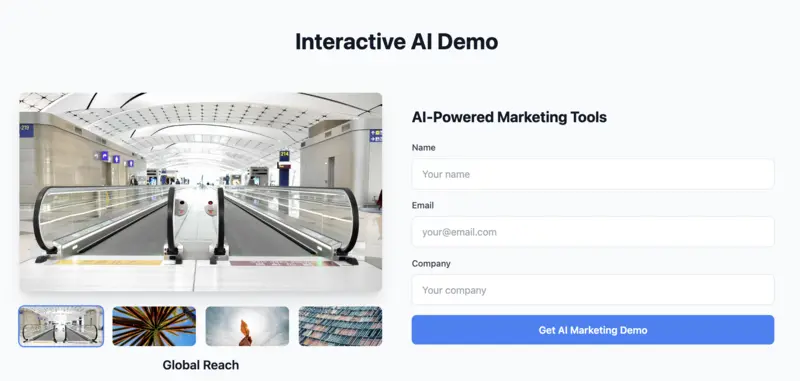 Interactive AI Demo
Global Reach
AI-Powered Marketing Tools
Name
Your name
Email
your@email.com
Company
Your company
Get AI Marketing Demo